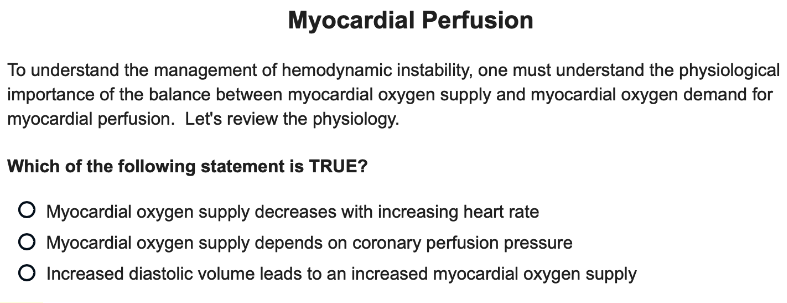 Myocardial Perfusion
To understand the management of hemodynamic instability, one must understand the physiological
importance of the balance between myocardial oxygen supply and myocardial oxygen demand for
myocardial perfusion.  Let's review the physiology.
Which of the following statement is TRUE?
Myocardial oxygen supply decreases with increasing heart rate
Myocardial oxygen supply depends on coronary perfusion pressure
Increased diastolic volume leads to an increased myocardial oxygen supply